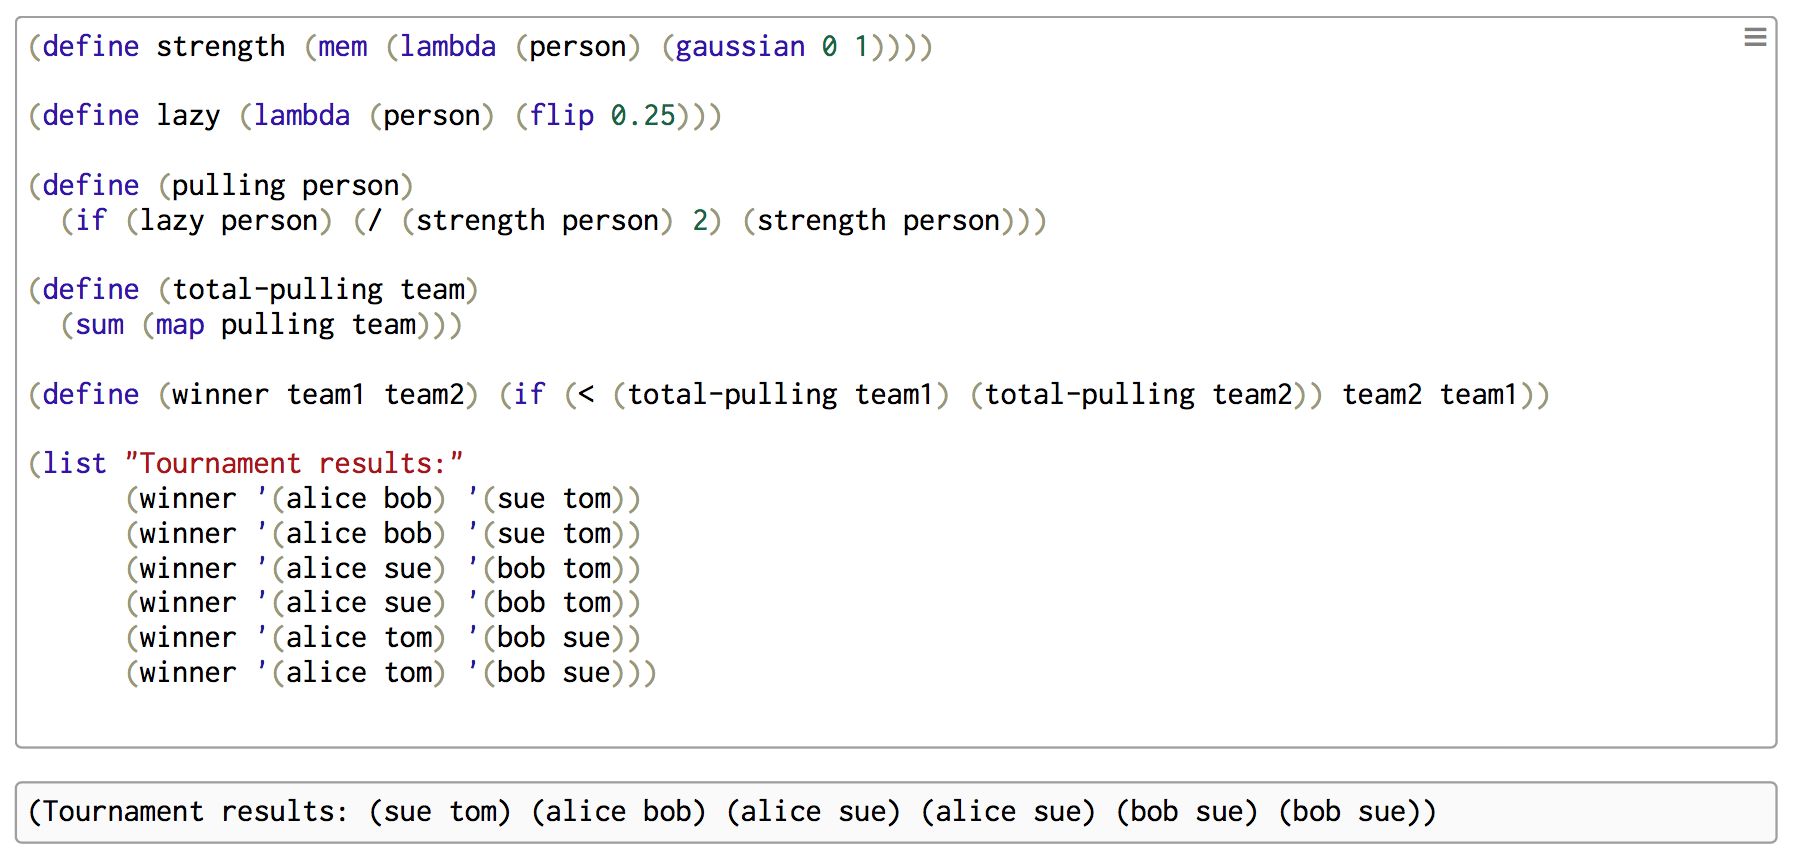 (define strength (mem (lambda (person) (gaussian 0 1))))
(define lazy (lambda (person) (flip 0.25)))
(define (pulling person)
(if (lazy person) (/ (strength person) 2) (strength person)))
(define (total-pulling team)
(sum (map pulling team)))
(define (winner team1 team2) (if (< (total-pulling team1) (total-pulling team2)) team2 team1))
(list "Tournament results:"
(winner '(alice bob) '(sue tom))
(winner '(alice bob) '(sue tom))
(winner '(alice sue) '(bob tom))
(winner '(alice sue) '(bob tom))
(winner '(alice tom) '(bob sue))
(winner '(alice tom) '(bob sue)))
(Tournament results: (sue tom) (alice bob) (alice sue) (alice sue) (bob sue) (bob sue))